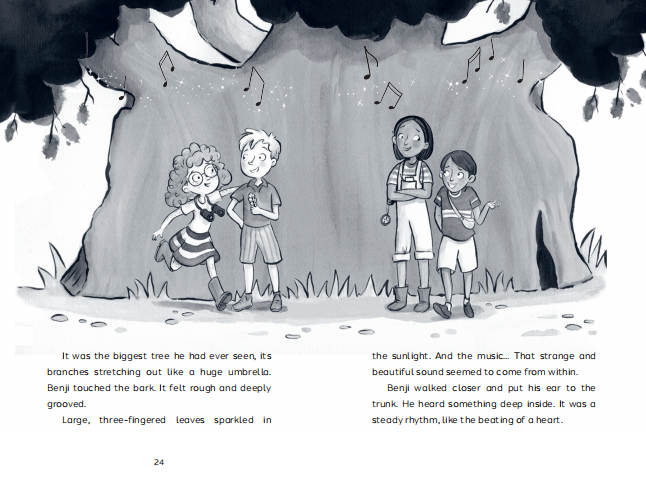 It was the biggest tree he had ever seen, its
branches stretching out like a huge umbrella.
Benji touched the bark. It felt rough and deeply
grooved.
Large, three-fingered leaves sparkled in
the sunlight. And the music... That strange and
beautiful sound seemed to come from within.
Benji walked closer and put his ear to the
trunk. He heard something deep inside. It was a
steady rhythm, like the beating of a heart.
24